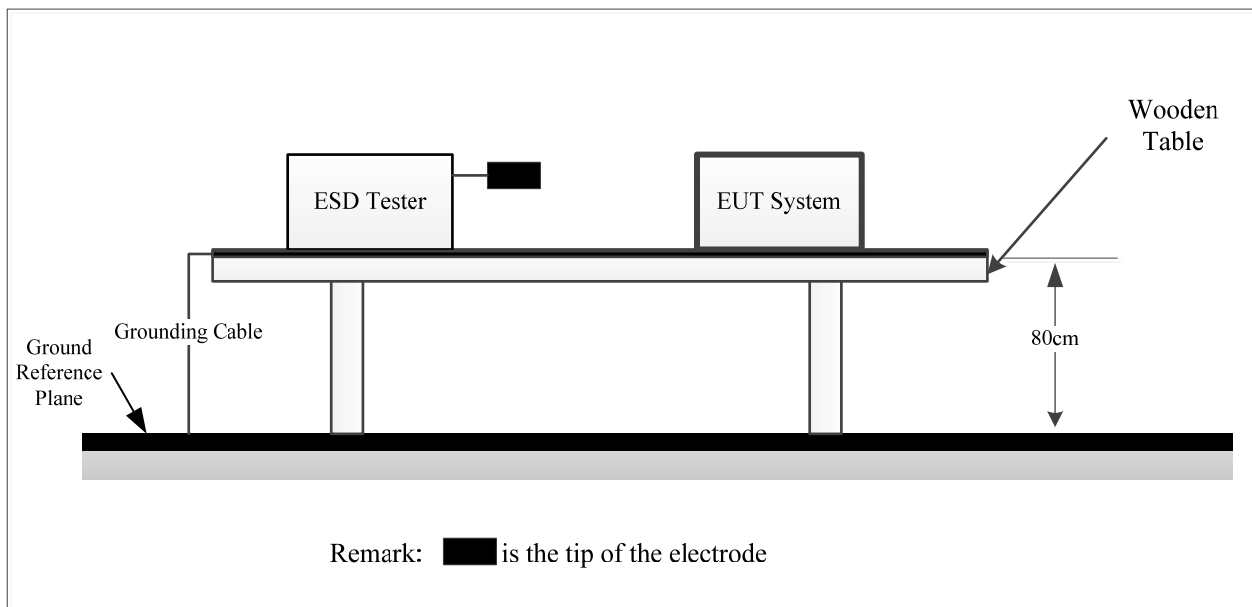 Wooden
Table
ESD Tester
EUT System
Grounding Cable
80cm
Ground
Reference
Plane
Remark: is the tip of the electrode